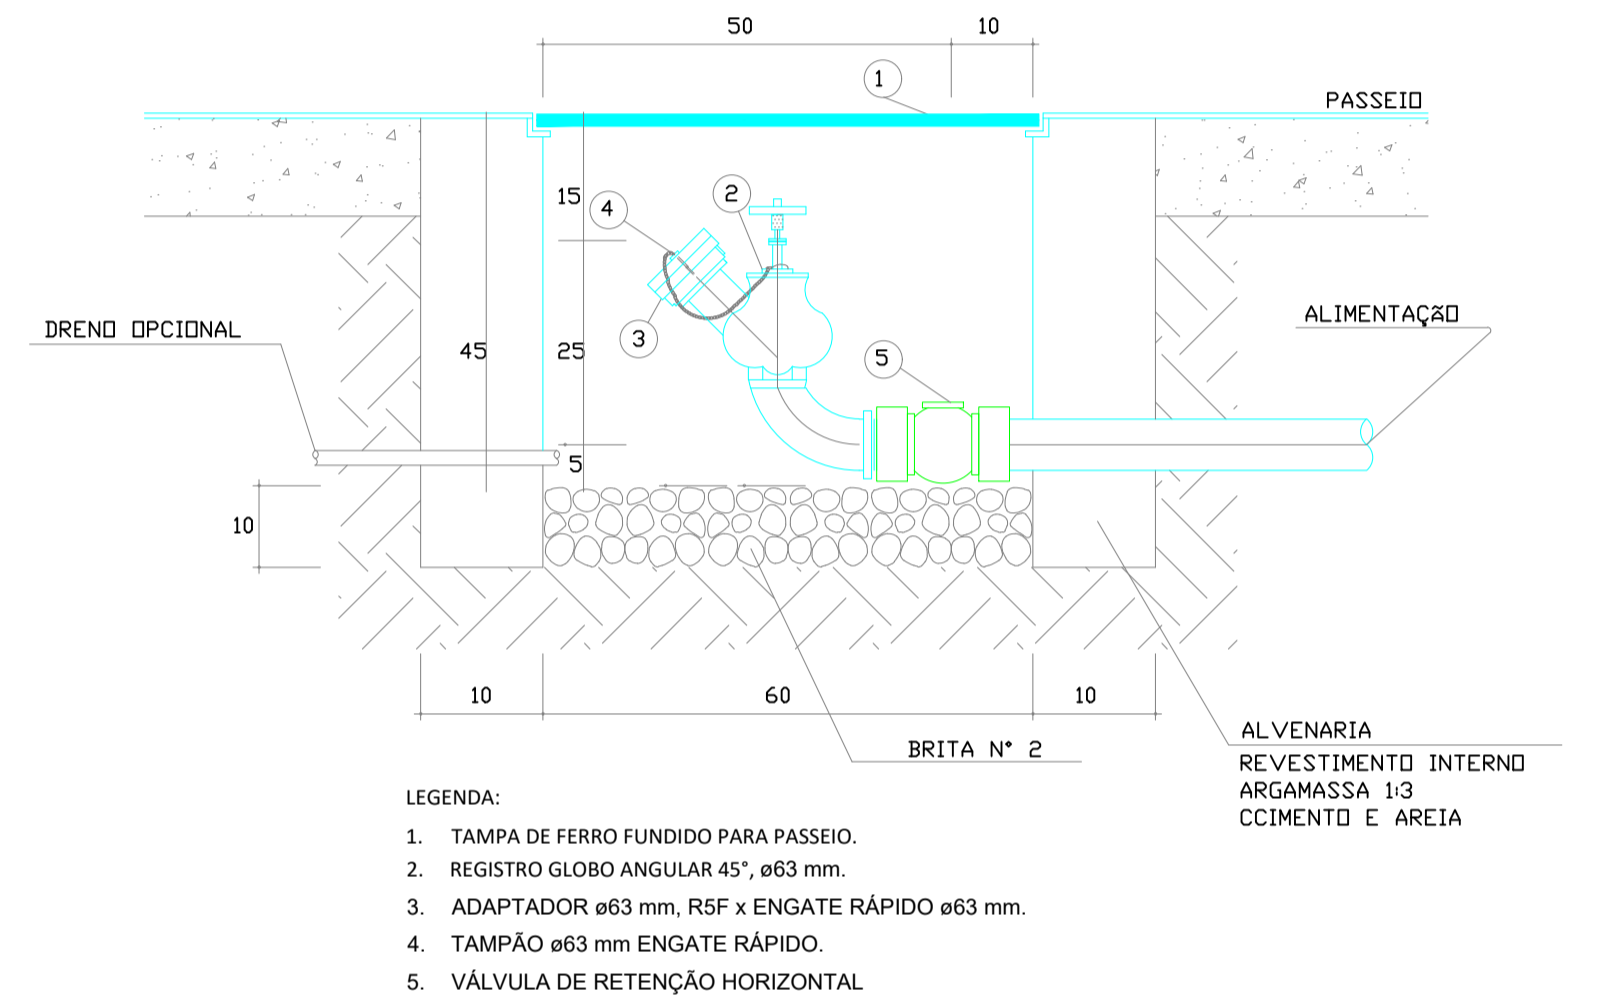 50
10
1
PASSEIO
15
2
4
3
ALIMENTAÇÃO
DRENO OPCIONAL
45
25
5
5
10
10
60
10
BRITA N° 2
ALVENARIA
REVESTIMENTO INTERNO
ARGAMASSA 1:3
CCIMENTO E AREIA
LEGENDA:
1. TAMPA DE FERRO FUNDIDO PARA PASSEIO.
2. REGISTRO GLOBO ANGULAR 45°, ø63 mm.
3. ADAPTADOR ø63 mm, R5F x ENGATE RÁPIDO ø63 mm.
4. TAMPÃO ø63 mm ENGATE RÁPIDO.
5. VÁLVULA DE RETENÇÃO HORIZONTAL